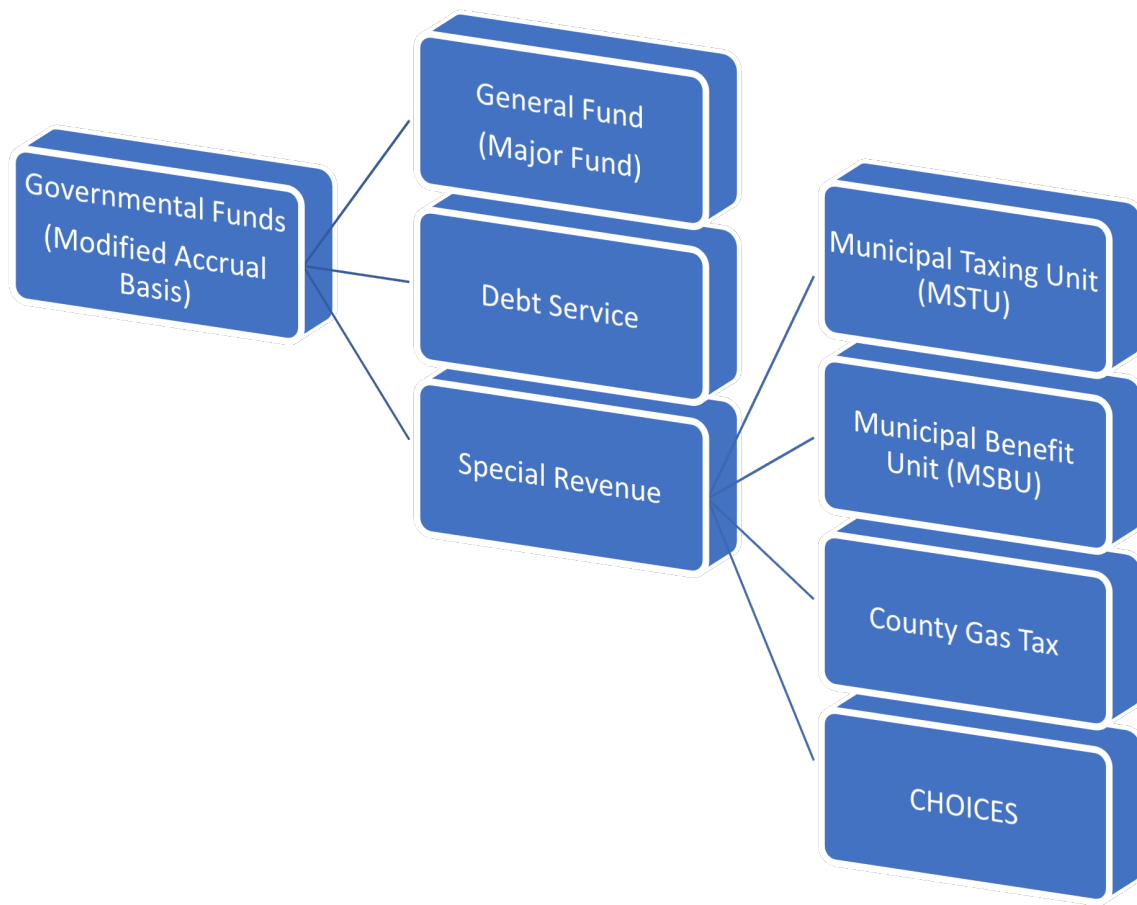 Governmental Funds
(Modified Accrual
Basis)
General Fund
(Major Fund)
Debt Service
Special Revenue
Municipal Taxing Unit
(MSTU)
Municipal Benefit
Unit (MSBU)
County Gas Tax
CHOICES